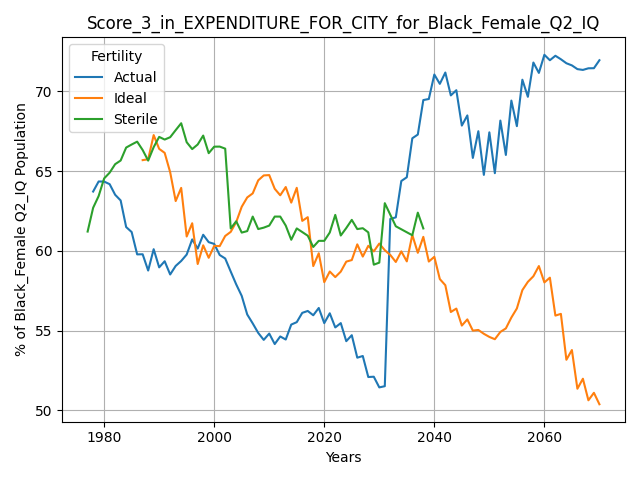 Score_3_in_EXPENDITURE_FOR_CITY_for_Black_Female_Q2_IQ
% of Black_Female Q2_IQ Population
Fertility
Actual
Ideal
Sterile
70
65
60
55
50
1980
2000
2020
2040
2060
Years